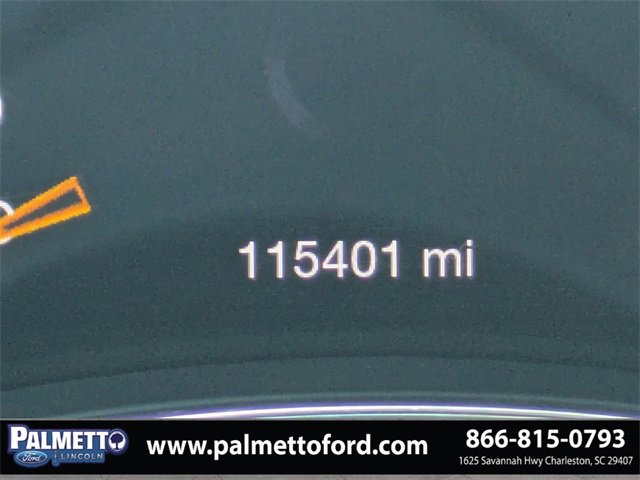 115401 mi
PALMETTO
Ford LINCOLN
www.palmettoford.com
866-815-0793
1625 Savannah Hwy Charleston, SC 29407